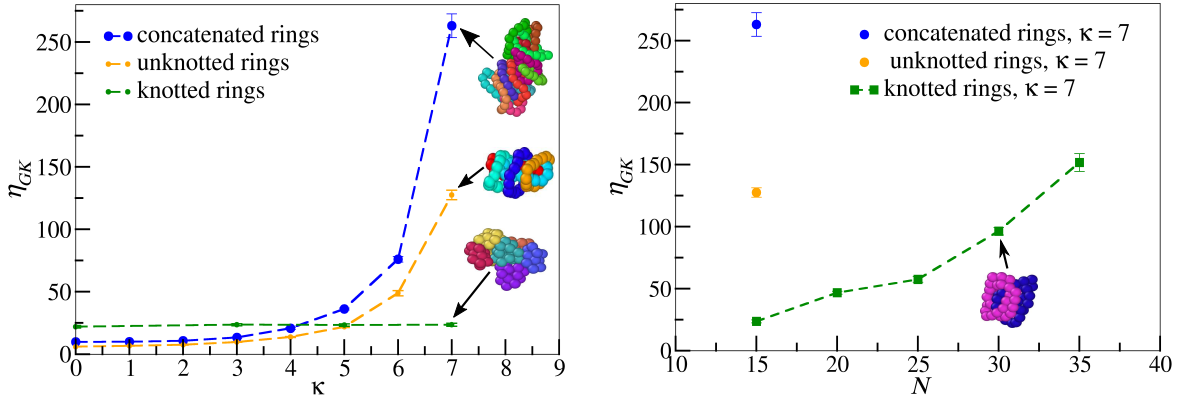 concatenated rings
unknotted rings
knotted rings
η_GK
250
200
150
100
50
0
0 1 2 3 4 5 6 7 8 9
κ
concatenated rings, κ = 7
unknotted rings, κ = 7
knotted rings, κ = 7
η_GK
250
200
150
100
50
0
10 15 20 25 30 35 40
N